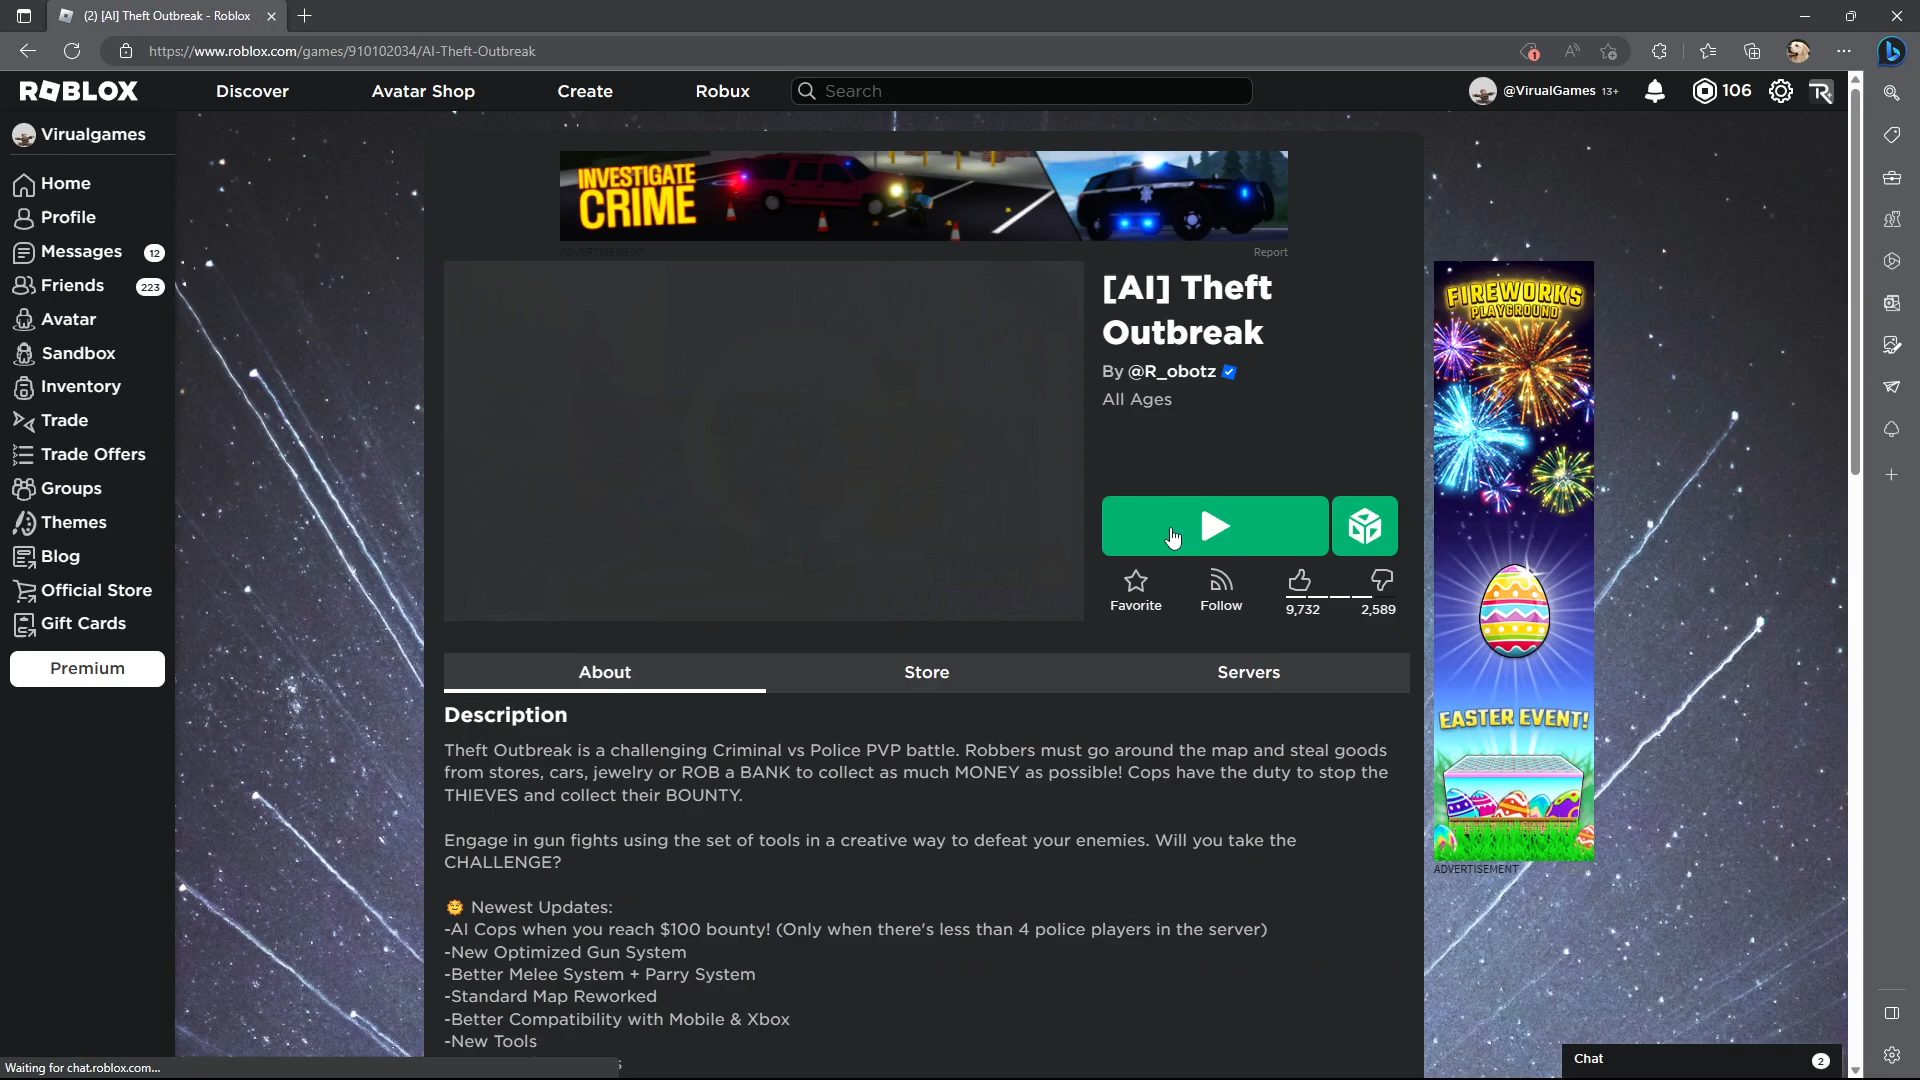 (2) [AI] Theft Outbreak - Roblox
https://www.roblox.com/games/910102034/AI-Theft-Outbreak
1
ROBLOX
Discover
Avatar Shop
Create
Robux
Search
@VirualGames 13+
106
Virualgames
Home
Profile
Messages 12
Friends 223
Avatar
Sandbox
Inventory
Trade
Trade Offers
Groups
Themes
Blog
Official Store
Gift Cards
Premium
INVESTIGATE
CRIME
ADVERTISEMENT
Report
[AI] Theft
Outbreak
By @R_obotz
All Ages
Favorite
Follow
9,732
2,589
About
Store
Servers
Description
Theft Outbreak is a challenging Criminal vs Police PVP battle. Robbers must go around the map and steal goods
from stores, cars, jewelry or ROB a BANK to collect as much MONEY as possible! Cops have the duty to stop the
THIEVES and collect their BOUNTY.
Engage in gun fights using the set of tools in a creative way to defeat your enemies. Will you take the
CHALLENGE?
Newest Updates:
-AI Cops when you reach $100 bounty! (Only when there's less than 4 police players in the server)
-New Optimized Gun System
-Better Melee System + Parry System
-Standard Map Reworked
-Better Compatibility with Mobile & Xbox
-New Tools
FIREWORKS
PLAYGROUND
EASTER EVENT!
ADVERTISEMENT
Waiting for chat.roblox.com...
Chat
2